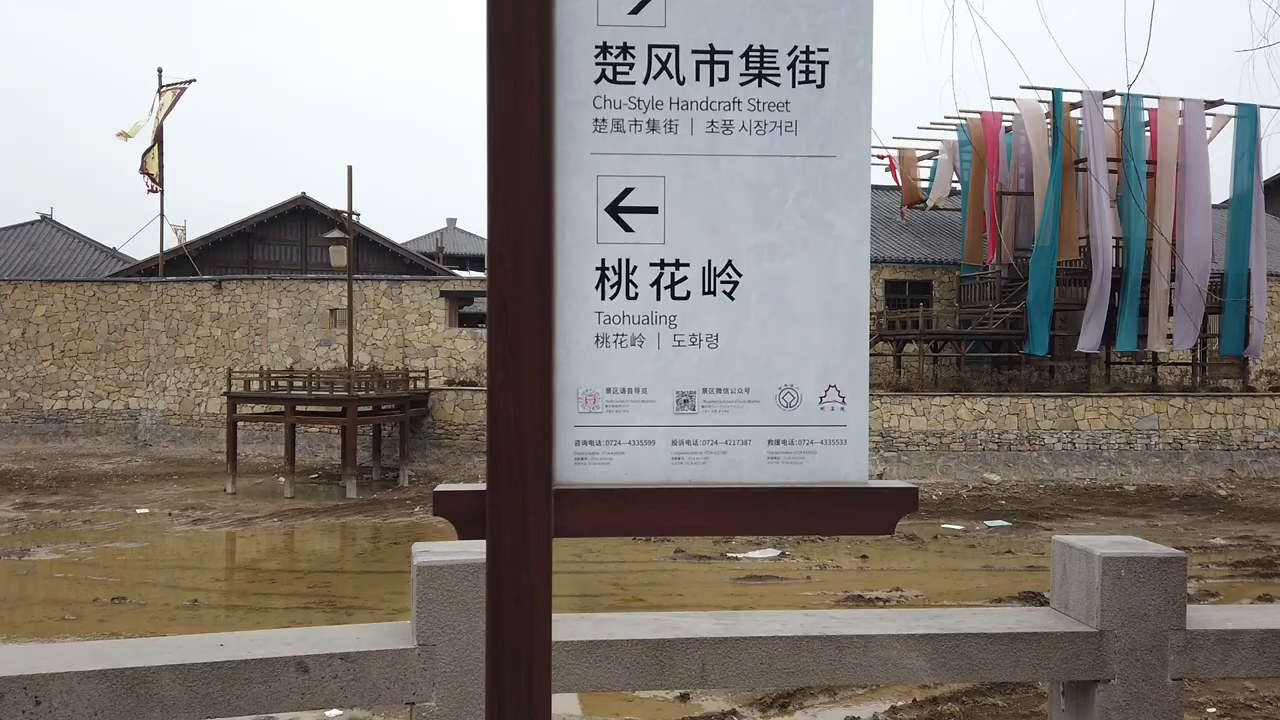 楚风市集街
Chu-Style Handcraft Street
楚風市集街 | 초풍 시장거리
桃花岭
Taohualing
桃花岭 | 도화령
景区语音导览
景区微信公众号
咨询电话:0724—4335599
投诉电话:0724—4217387
救援电话:0724—4335533